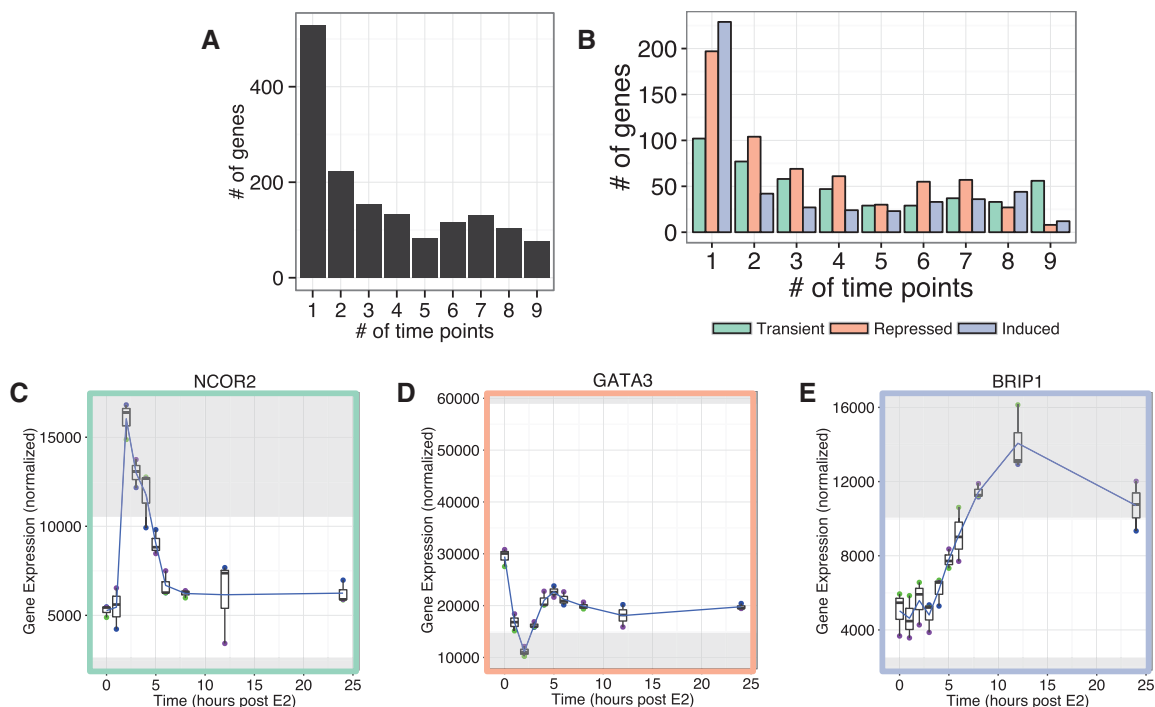 A
# of genes
400
200
0
1 2 3 4 5 6 7 8 9
# of time points
B
# of genes
200
150
100
50
0
1 2 3 4 5 6 7 8 9
# of time points
Transient Repressed Induced
C
NCOR2
Gene Expression (normalized)
15000
10000
5000
0 5 10 15 20 25
Time (hours post E2)
D
GATA3
Gene Expression (normalized)
60000
50000
40000
30000
20000
10000
0 5 10 15 20 25
Time (hours post E2)
E
BRIP1
Gene Expression (normalized)
16000
12000
8000
4000
0 5 10 15 20 25
Time (hours post E2)